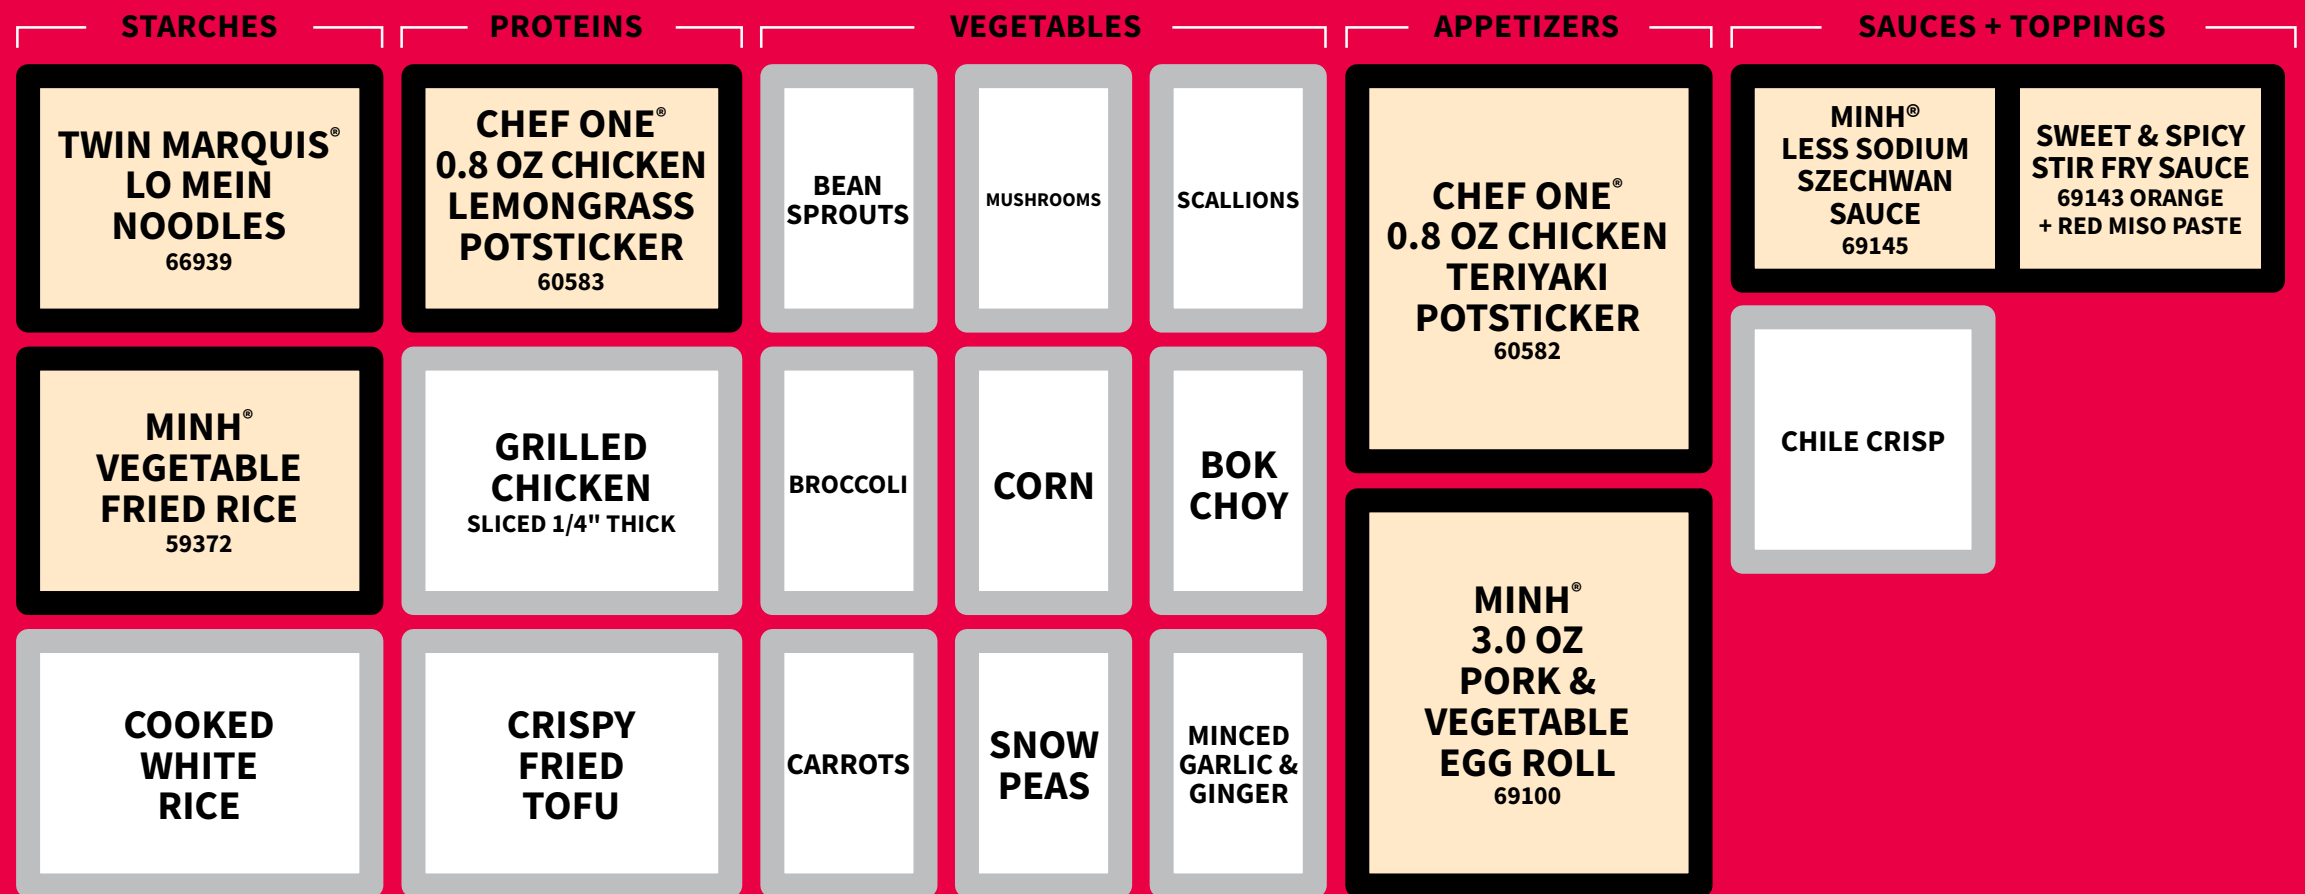 STARCHES
TWIN MARQUIS®
LO MEIN
NOODLES
66939
MINH®
VEGETABLE
FRIED RICE
59372
COOKED
WHITE
RICE
PROTEINS
CHEF ONE®
0.8 OZ CHICKEN
LEMONGRASS
POTSTICKER
60583
GRILLED
CHICKEN
SLICED 1/4" THICK
CRISPY
FRIED
TOFU
VEGETABLES
BEAN
SPROUTS
MUSHROOMS
SCALLIONS
BROCCOLI
CORN
BOK
CHOY
CARROTS
SNOW
PEAS
MINCED
GARLIC &
GINGER
APPETIZERS
CHEF ONE®
0.8 OZ CHICKEN
TERIYAKI
POTSTICKER
60582
MINH®
3.0 OZ
PORK &
VEGETABLE
EGG ROLL
69100
SAUCES + TOPPINGS
MINH®
LESS SODIUM
SZECHWAN
SAUCE
69145
SWEET & SPICY
STIR FRY SAUCE
69143 ORANGE
+ RED MISO PASTE
CHILE CRISP